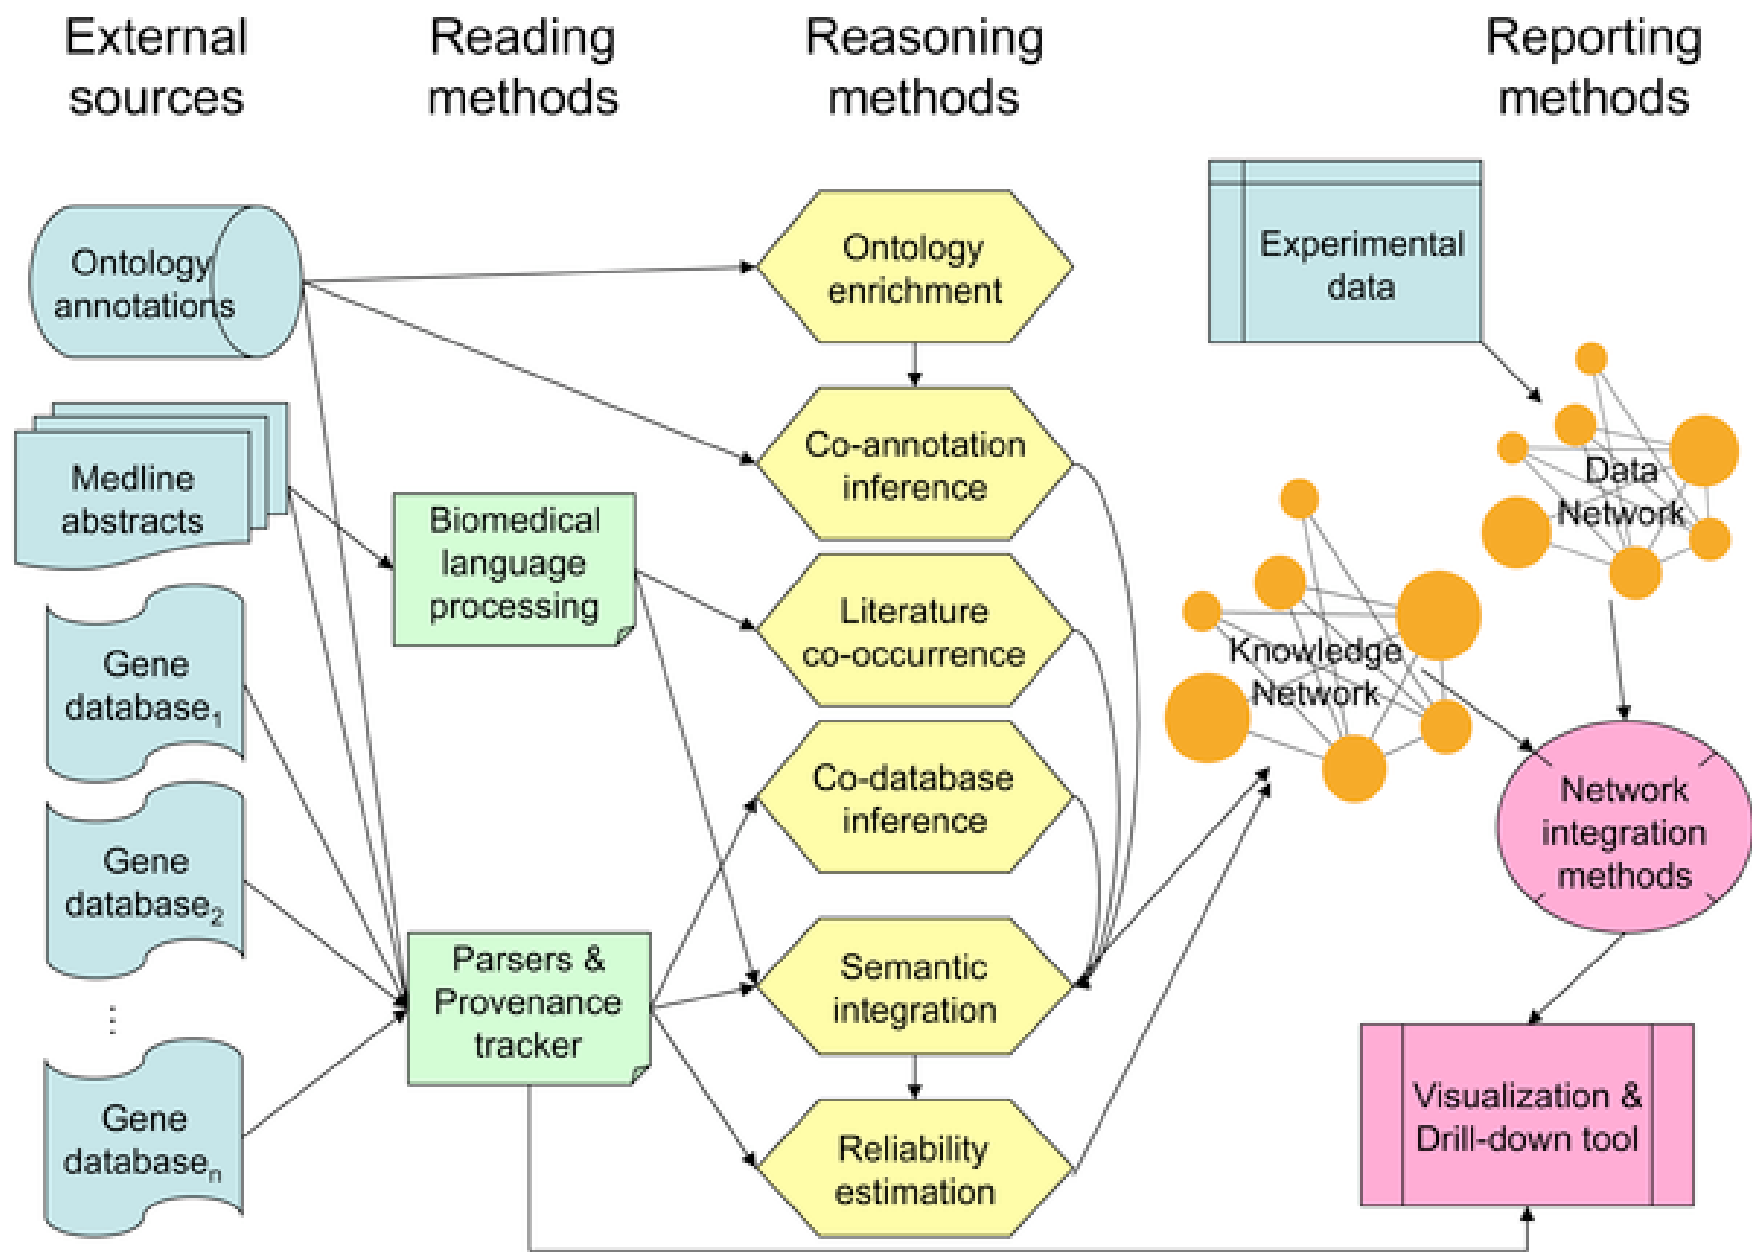 External
sources
Reading
methods
Reasoning
methods
Reporting
methods
Ontology
annotations
Medline
abstracts
Gene
database1
Gene
database2
⋮
Gene
databasen
Biomedical
language
processing
Parsers &
Provenance
tracker
Ontology
enrichment
Co-annotation
inference
Literature
co-occurrence
Co-database
inference
Semantic
integration
Reliability
estimation
Experimental
data
Data
Network
Knowledge
Network
Network
integration
methods
Visualization &
Drill-down tool